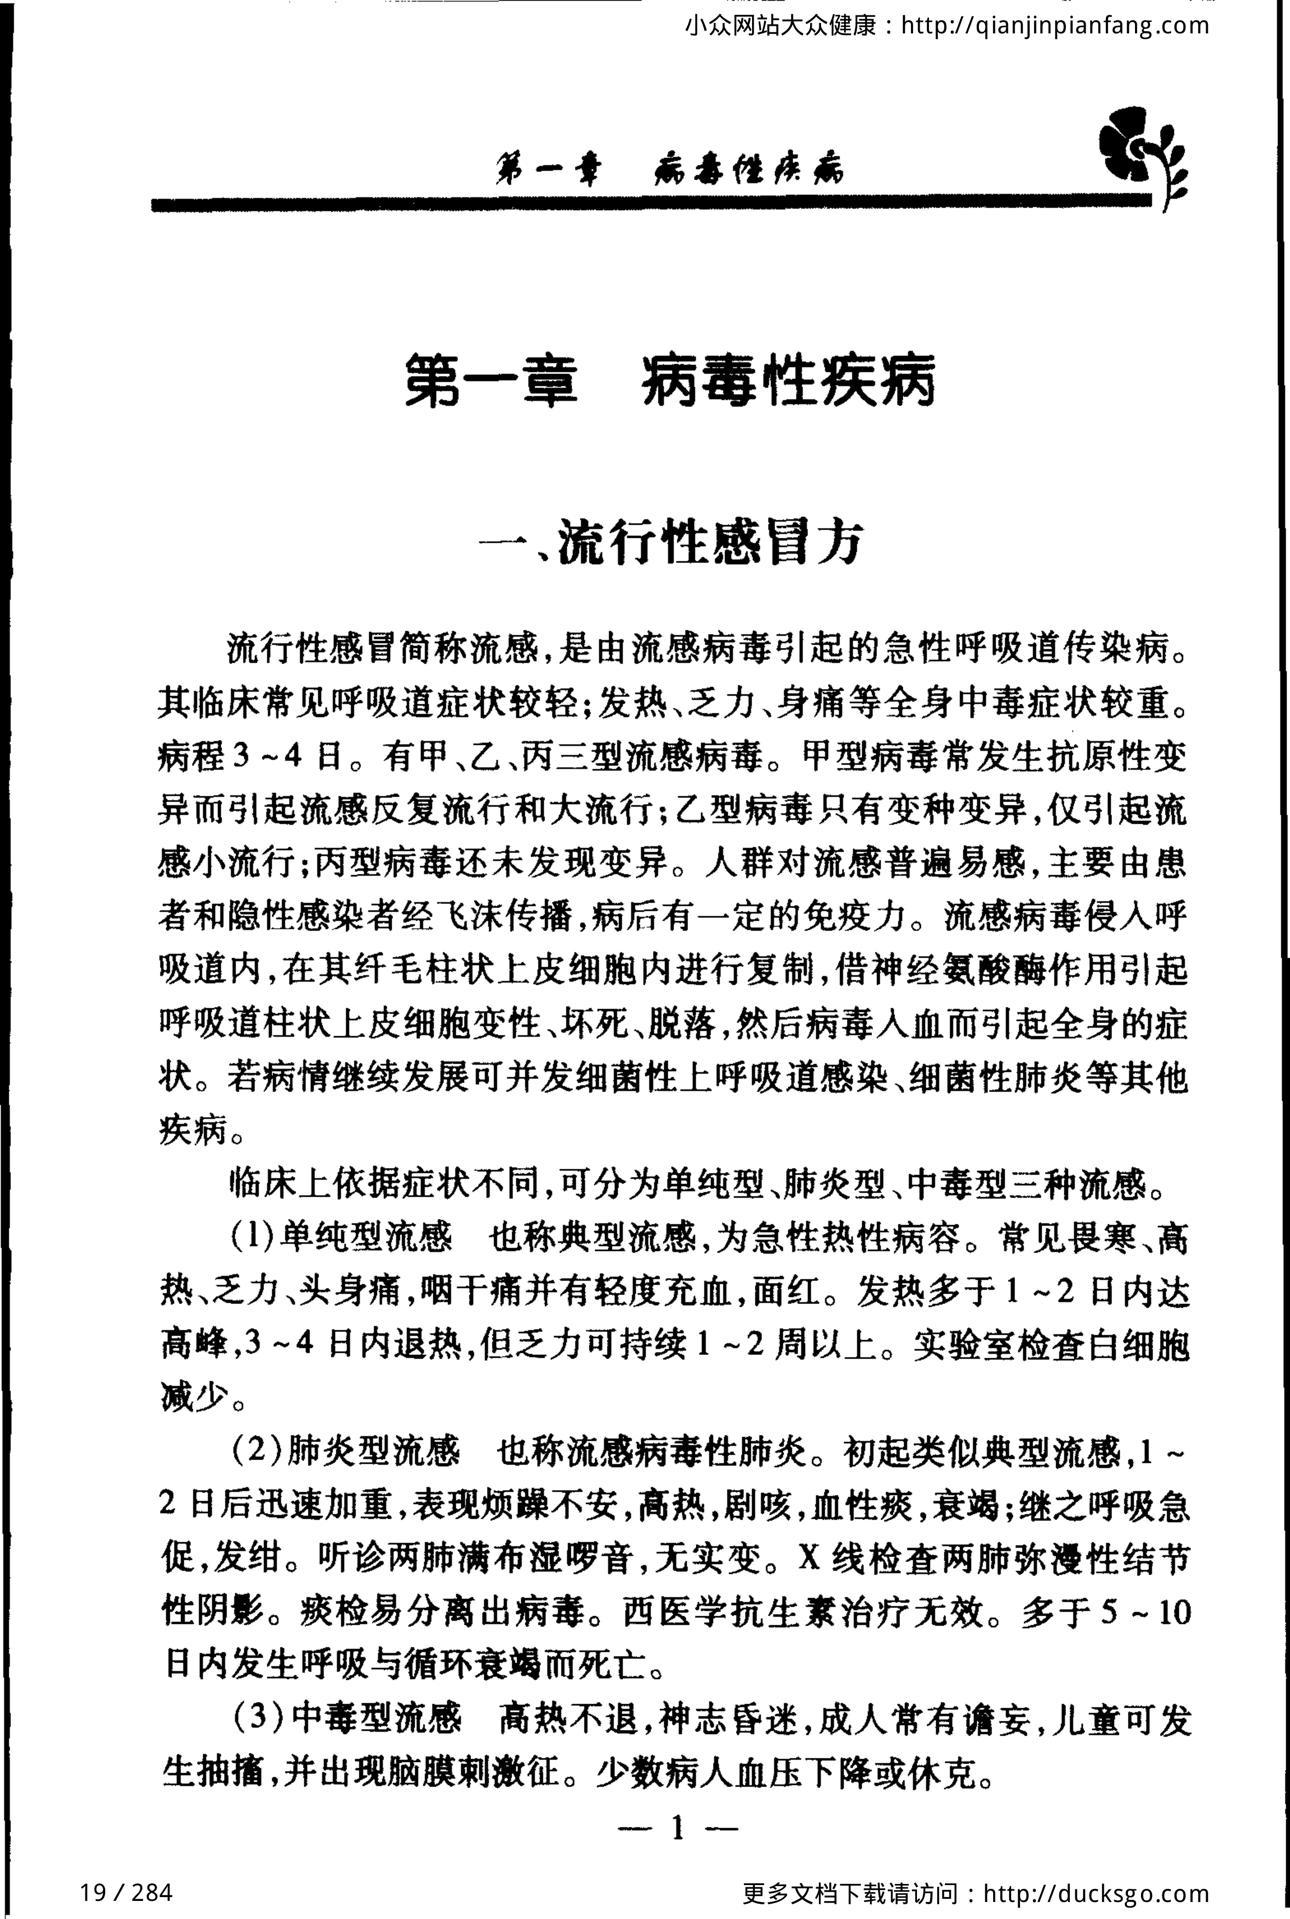 小众网站大众健康：http://qianjinpianfang.com
第一章　病毒性疾病
第一章　病毒性疾病
一、流行性感冒方
流行性感冒简称流感，是由流感病毒引起的急性呼吸道传染病。
其临床常见呼吸道症状较轻；发热、乏力、身痛等全身中毒症状较重。
病程3～4日。有甲、乙、丙三型流感病毒。甲型病毒常发生抗原性变
异而引起流感反复流行和大流行；乙型病毒只有变种变异，仅引起流
感小流行；丙型病毒还未发现变异。人群对流感普遍易感，主要由患
者和隐性感染者经飞沫传播，病后有一定的免疫力。流感病毒侵入呼
吸道内，在其纤毛柱状上皮细胞内进行复制，借神经氨酸酶作用引起
呼吸道柱状上皮细胞变性、坏死、脱落，然后病毒入血而引起全身的症
状。若病情继续发展可并发细菌性上呼吸道感染、细菌性肺炎等其他
疾病。
临床上依据症状不同，可分为单纯型、肺炎型、中毒型三种流感。
(1)单纯型流感　也称典型流感，为急性热性病容。常见畏寒、高
热、乏力、头身痛，咽干痛并有轻度充血，面红。发热多于1～2日内达
高峰，3～4日内退热，但乏力可持续1～2周以上。实验室检查白细胞
减少。
(2)肺炎型流感　也称流感病毒性肺炎。初起类似典型流感，1～
2日后迅速加重，表现烦躁不安，高热，剧咳，血性痰，衰竭；继之呼吸急
促，发绀。听诊两肺满布湿啰音，无实变。X线检查两肺弥漫性结节
性阴影。痰检易分离出病毒。西医学抗生素治疗无效。多于5～10
日内发生呼吸与循环衰竭而死亡。
(3)中毒型流感　高热不退，神志昏迷，成人常有谵妄，儿童可发
生抽搐，并出现脑膜刺激征。少数病人血压下降或休克。
— 1 —
19 / 284
更多文档下载请访问：http://ducksgo.com